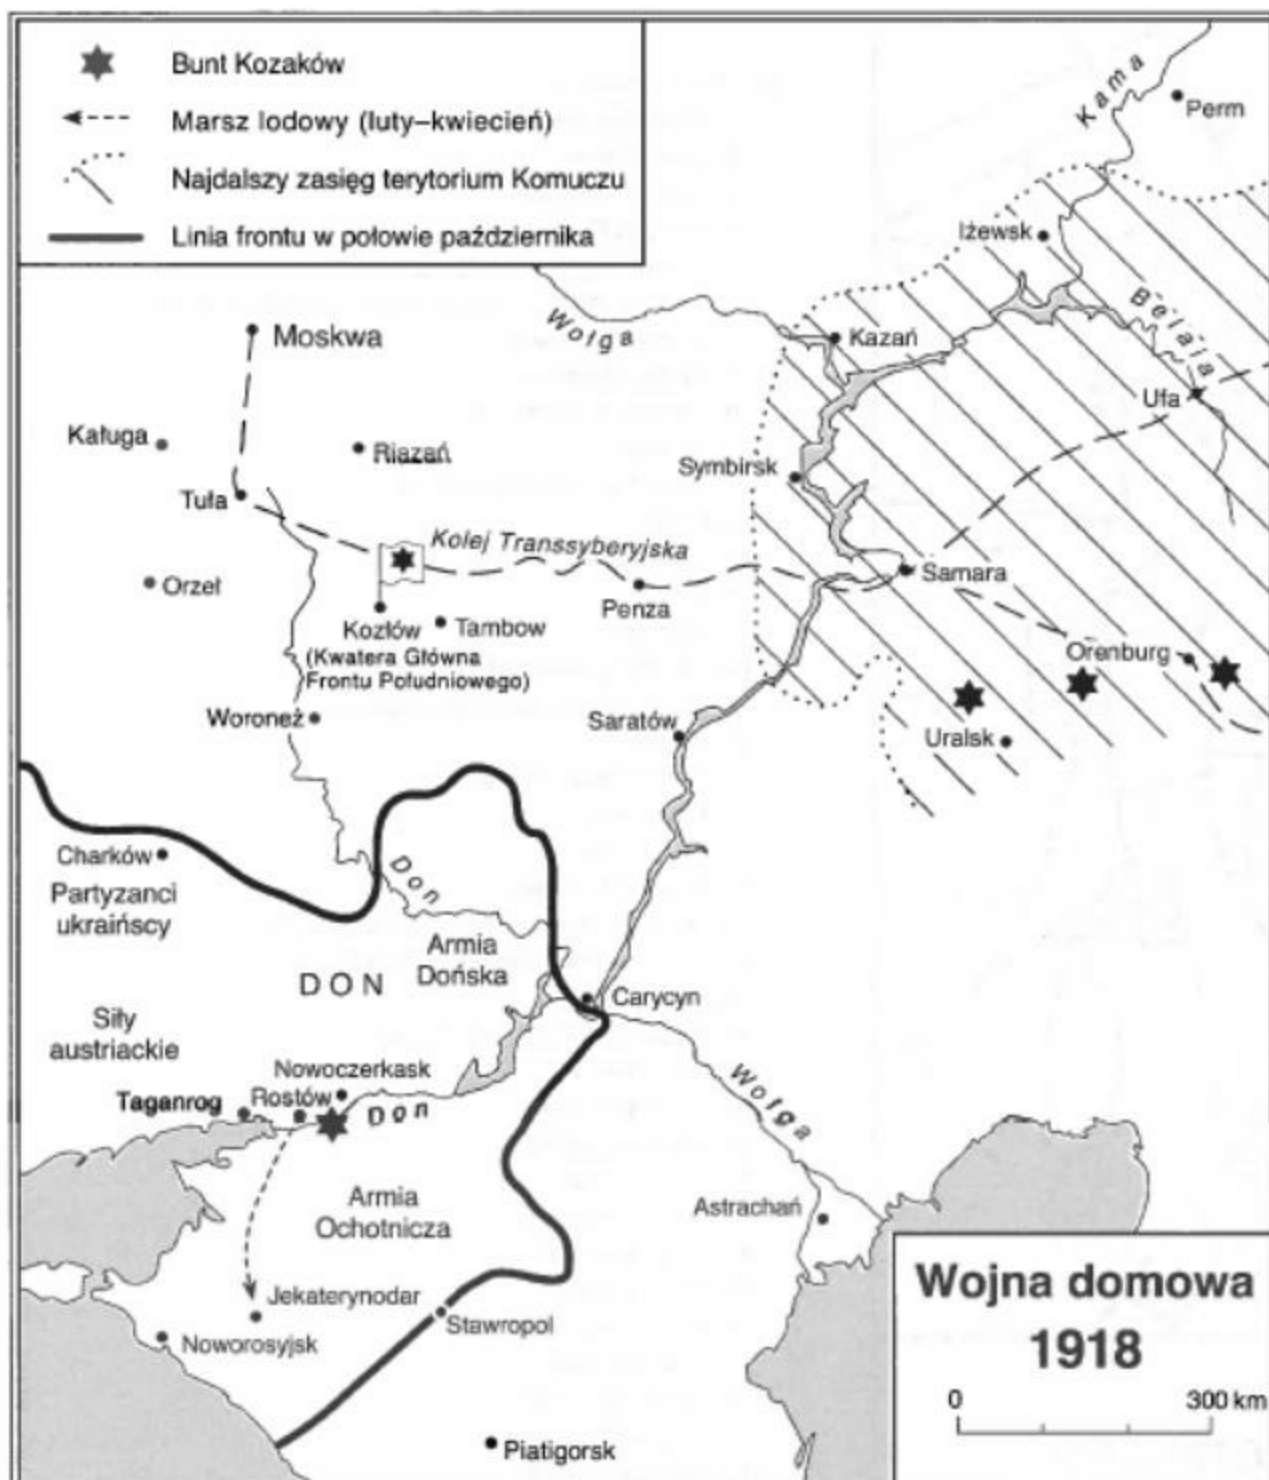 Bunt Kozaków
Marsz lodowy (luty–kwiecień)
Najdalszy zasięg terytorium Komuczu
Linia frontu w połowie października
Kama
Perm
Iżewsk
Wołga
Kazań
Belaia
Ufa
Moskwa
Kaługa
Riazań
Symbirsk
Tuła
Kolej Transsyberyjska
Samara
Orzeł
Penza
Kozłów
Tambow
(Kwatera Główna
Frontu Południowego)
Orenburg
Woroneż
Saratów
Uralsk
Charków
Partyzanci
ukraińscy
Don
Armia
Dońska
DON
Carycyn
Siły
austriackie
Nowoczerkask
Taganrog
Rostów
Don
Wołga
Armia
Ochotnicza
Astrachań
Jekaterynodar
Stawropol
Noworosyjsk
Piatigorsk
Wojna domowa
1918
0 300 km